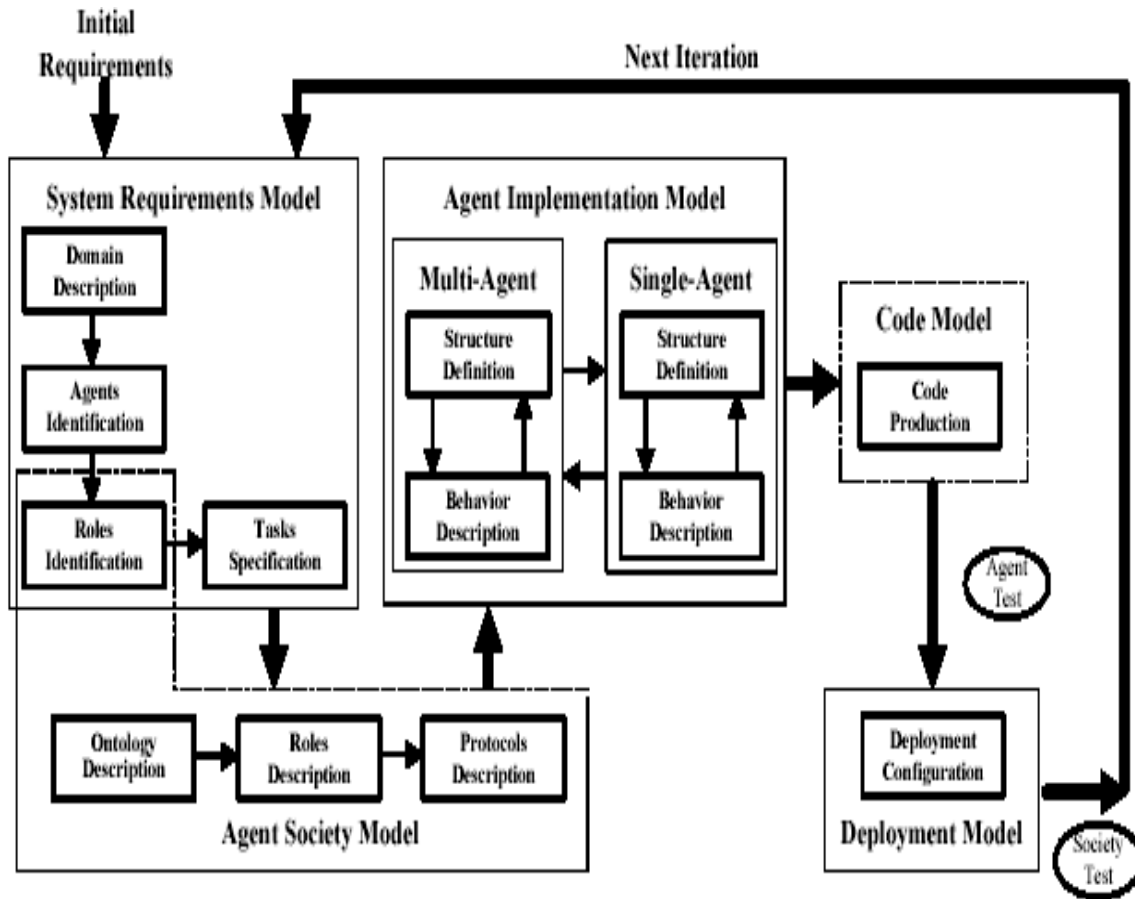 Initial
Requirements
Next Iteration
System Requirements Model
Domain
Description
Agents
Identification
Roles
Identification
Tasks
Specification
Agent Implementation Model
Multi-Agent
Structure
Definition
Behavior
Description
Single-Agent
Structure
Definition
Behavior
Description
Code Model
Code
Production
Agent
Test
Ontology
Description
Roles
Description
Protocols
Description
Agent Society Model
Deployment
Configuration
Deployment Model
Society
Test